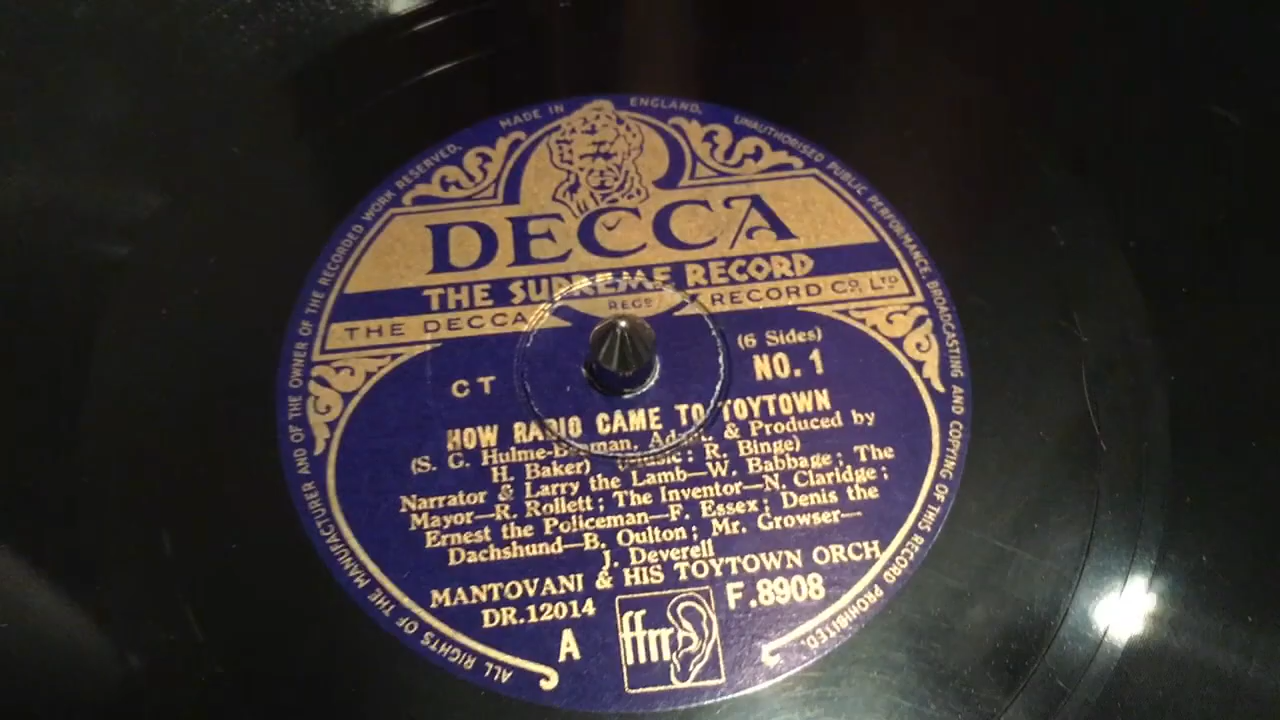 ALL RIGHTS OF THE MANUFACTURER AND OF THE OWNER OF THE RECORDED WORK RESERVED. MADE IN ENGLAND. UNAUTHORISED PUBLIC PERFORMANCE, BROADCASTING AND COPYING OF THIS RECORD PROHIBITED.
DECCA
THE SUPREME RECORD
THE DECCA REGD RECORD CO. LTD
(6 Sides)
CT NO. 1
HOW RADIO CAME TO TOYTOWN
(S. G. Hulme-Beaman, Adapt. & Produced by
H. Baker) (Music: R. Binge)
Narrator & Larry the Lamb—W. Babbage; The
Mayor—R. Rollett; The Inventor—N. Claridge;
Ernest the Policeman—F. Essex; Denis the
Dachshund—B. Oulton; Mr. Growser—
J. Deverell
MANTOVANI & HIS TOYTOWN ORCH
DR.12014 F.8908
A ffrr